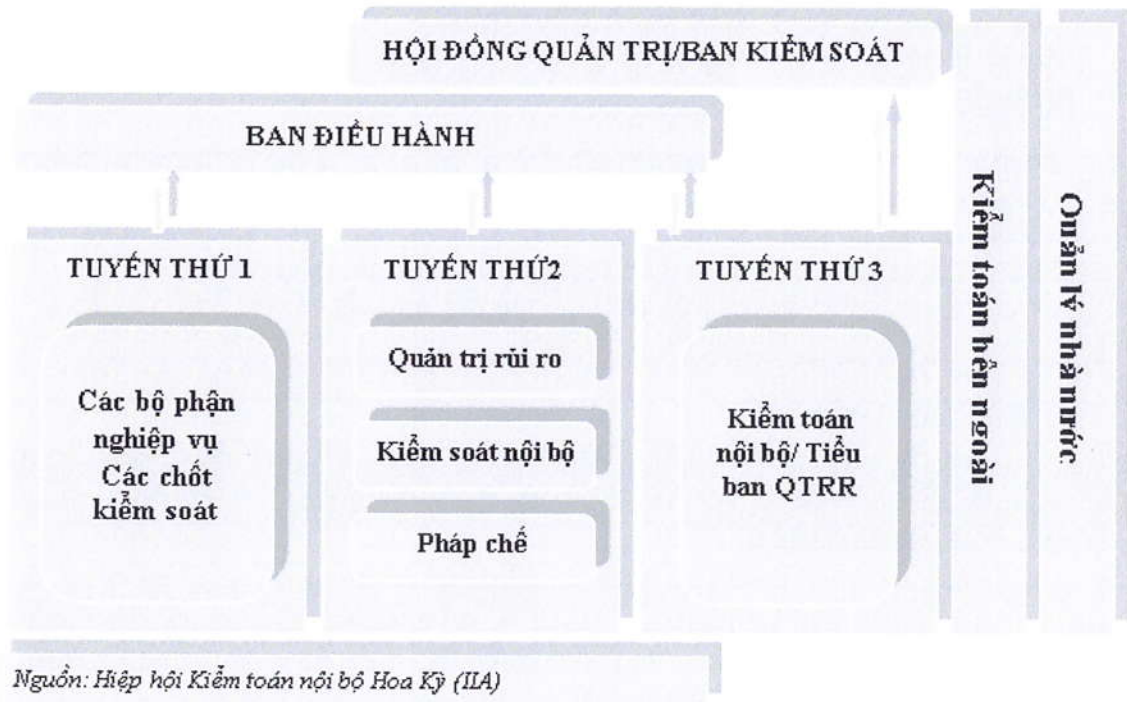 HỘI ĐỒNG QUẢN TRỊ/BAN KIỂM SOÁT
BAN ĐIỀU HÀNH
TUYẾN THỨ 1
Các bộ phận
nghiệp vụ
Các chốt
kiểm soát
TUYẾN THỨ2
Quản trị rủi ro
Kiểm soát nội bộ
Pháp chế
TUYẾN THỨ 3
Kiểm toán
nội bộ/ Tiểu
ban QTRR
Kiểm toán bên ngoài
Quản lý nhà nước
Nguồn: Hiệp hội Kiểm toán nội bộ Hoa Kỳ (IIA)